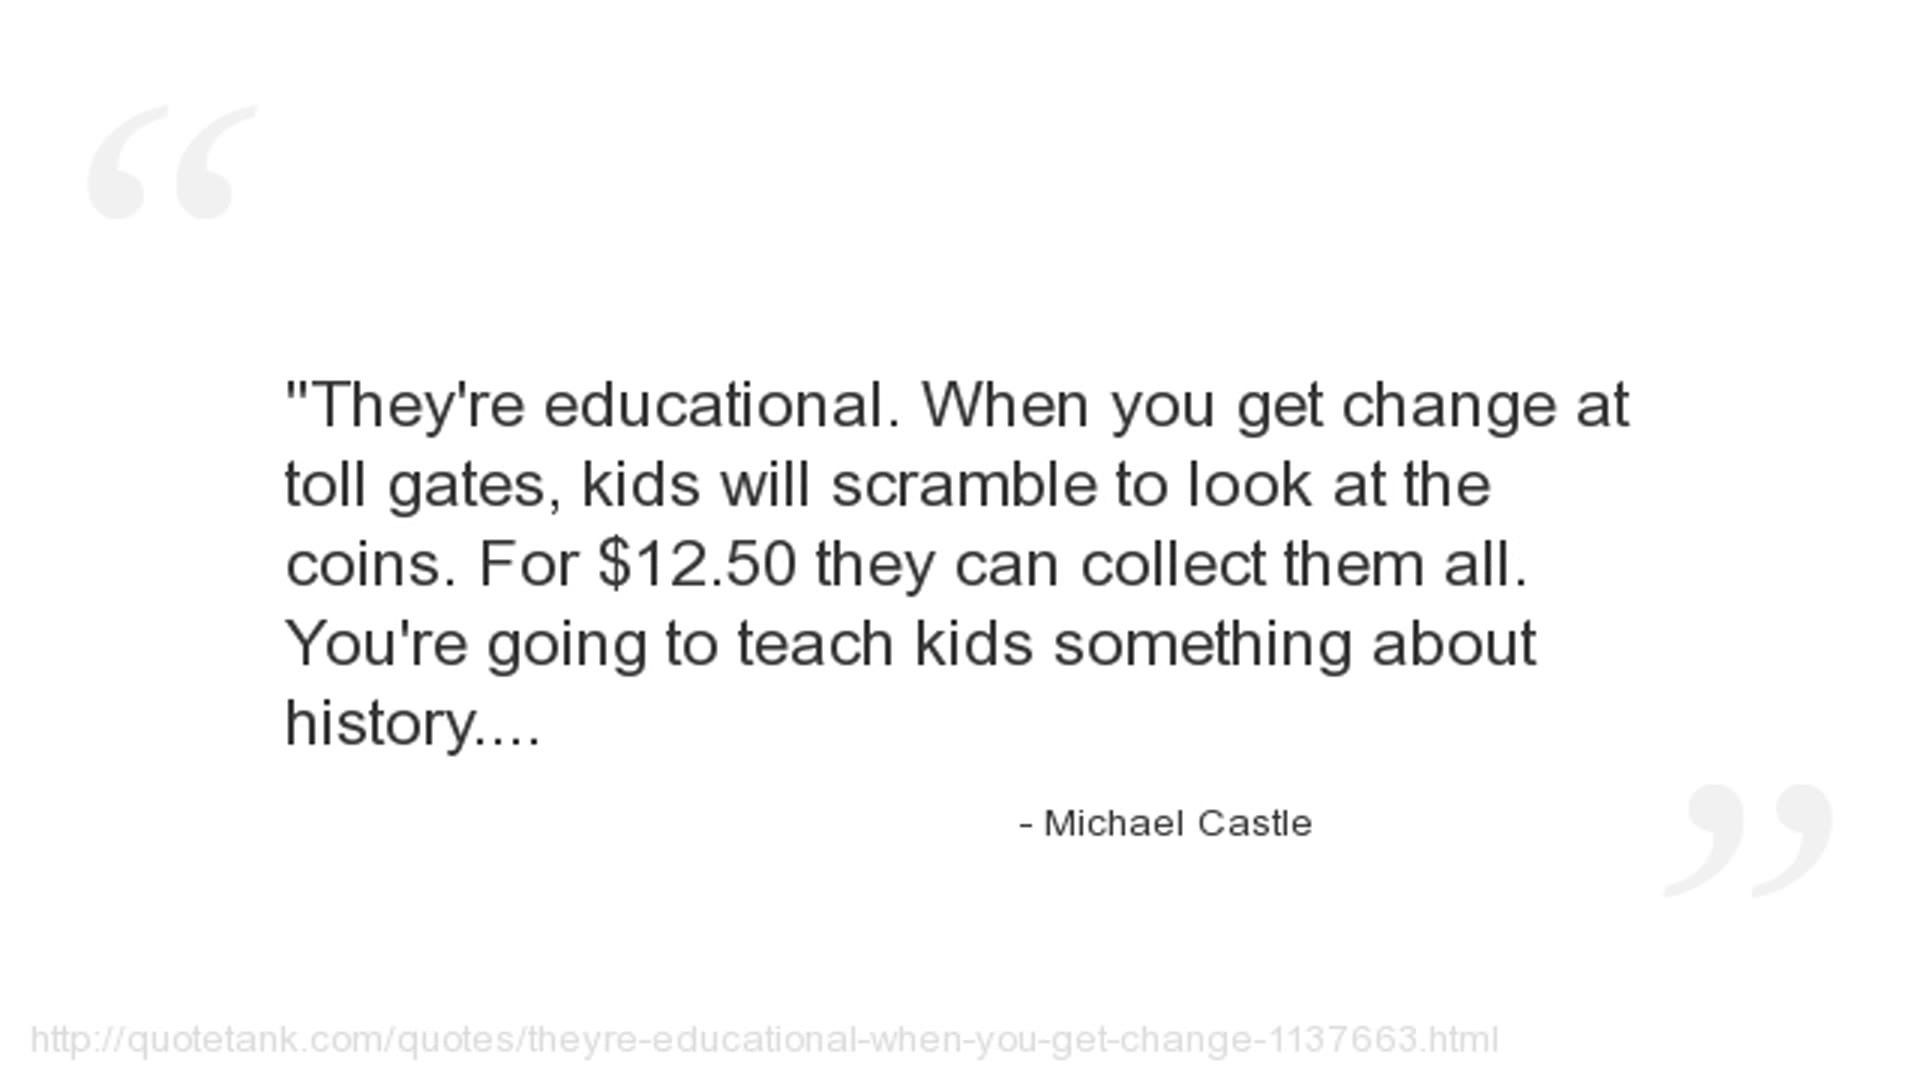 "They're educational. When you get change at
toll gates, kids will scramble to look at the
coins. For $12.50 they can collect them all.
You're going to teach kids something about
history....
- Michael Castle
http://quotetank.com/quotes/theyre-educational-when-you-get-change-1137663.html